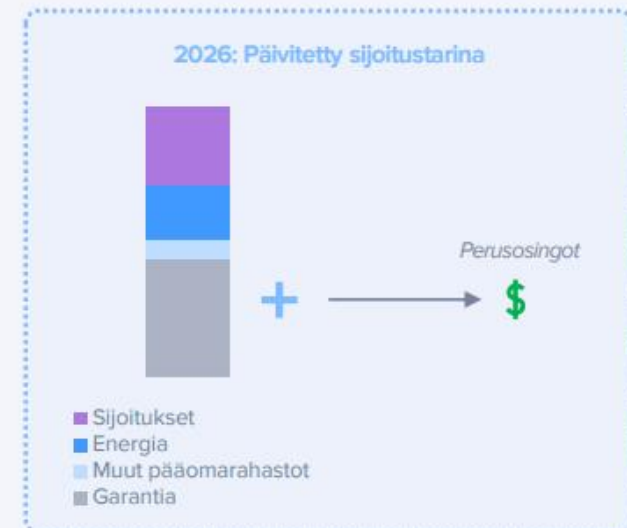 2026: Päivitetty sijoitustarina
Perusosingot
+
$
Sijoitukset
Energia
Muut pääomarahastot
Garantia